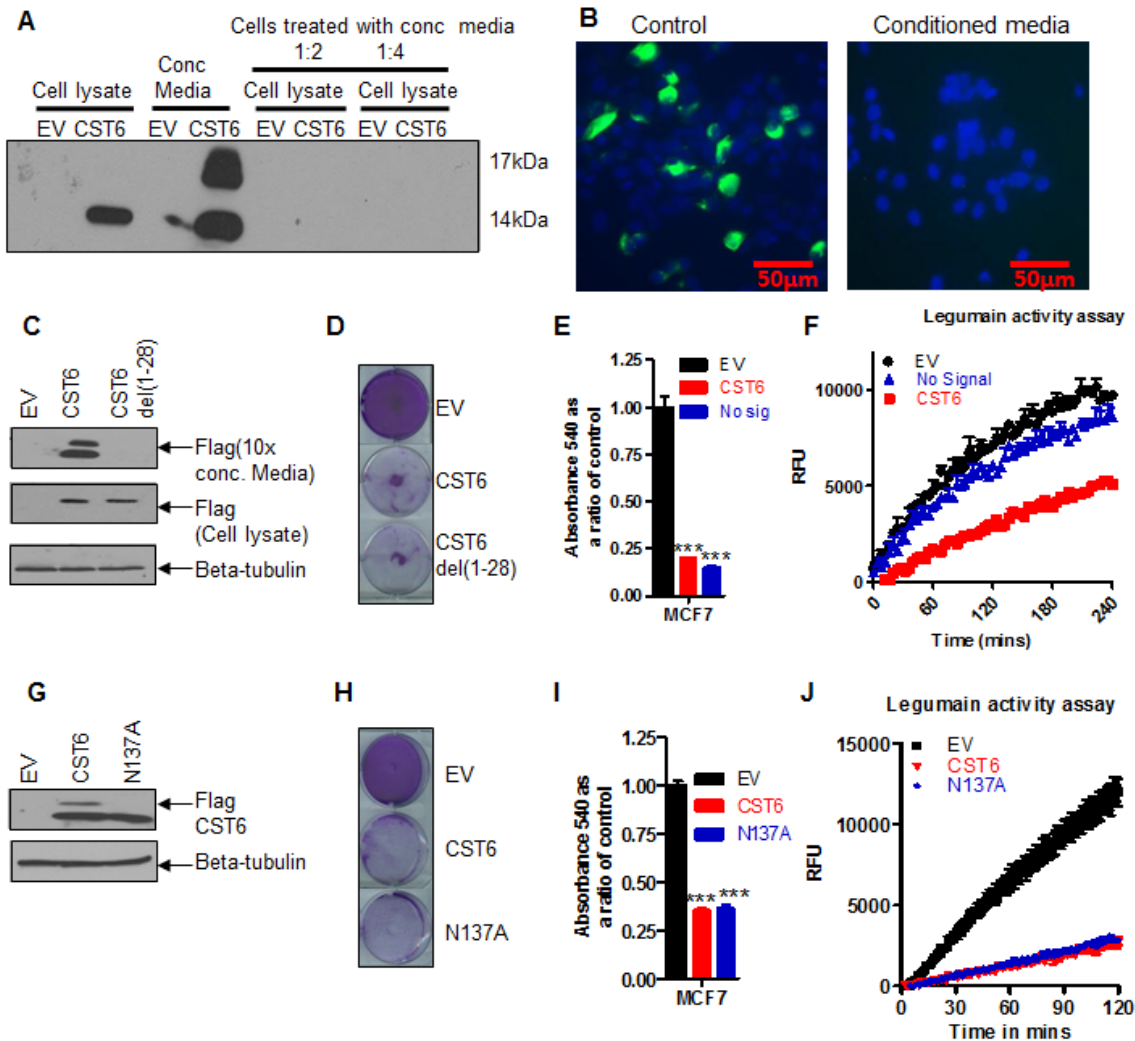 A
Cells treated with conc media
1:2 1:4
Conc
Media
Cell lysate
Cell lysate
Cell lysate
EV CST6
EV CST6
EV CST6
EV CST6
17kDa
14kDa
B
Control
Conditioned media
50µm
50µm
C
EV
CST6
CST6
del(1-28)
Flag(10x
conc. Media)
Flag
(Cell lysate)
Beta-tubulin
D
EV
CST6
CST6
del(1-28)
E
Absorbance 540 as
a ratio of control
1.25
1.00
0.75
0.50
0.25
0.00
EV
CST6
No sig
*** ***
MCF7
F
Legumain activity assay
EV
No Signal
CST6
RFU
10000
5000
0
0 60 120 180 240
Time (mins)
G
EV
CST6
N137A
Flag
CST6
Beta-tubulin
H
EV
CST6
N137A
I
Absorbance 540 as
a ratio of control
1.25
1.00
0.75
0.50
0.25
0.00
EV
CST6
N137A
*** ***
MCF7
J
Legumain activity assay
EV
CST6
N137A
RFU
15000
10000
5000
0
0 30 60 90 120
Time in mins